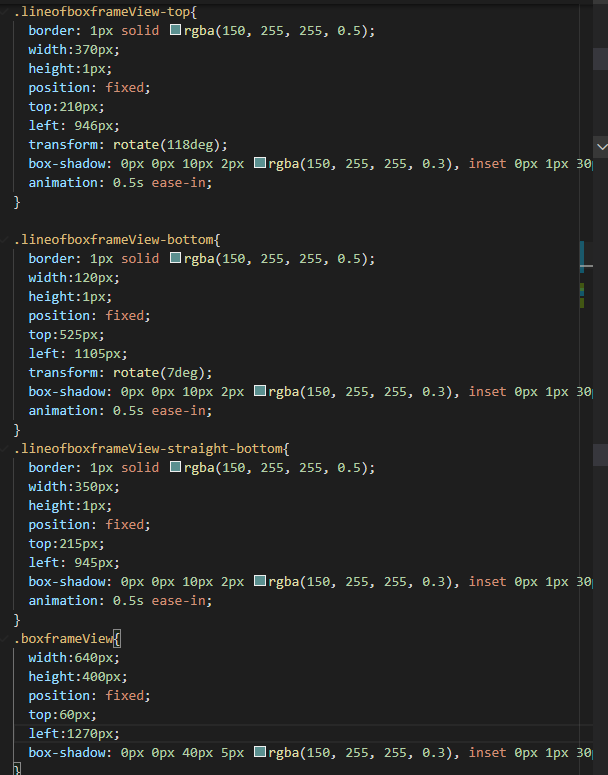 .lineofboxframeView-top{
border: 1px solid rgba(150, 255, 255, 0.5);
width:370px;
height:1px;
position: fixed;
top:210px;
left: 946px;
transform: rotate(118deg);
box-shadow: 0px 0px 10px 2px rgba(150, 255, 255, 0.3), inset 0px 1px 30p
animation: 0.5s ease-in;
}
.lineofboxframeView-bottom{
border: 1px solid rgba(150, 255, 255, 0.5);
width:120px;
height:1px;
position: fixed;
top:525px;
left: 1105px;
transform: rotate(7deg);
box-shadow: 0px 0px 10px 2px rgba(150, 255, 255, 0.3), inset 0px 1px 30p
animation: 0.5s ease-in;
}
.lineofboxframeView-straight-bottom{
border: 1px solid rgba(150, 255, 255, 0.5);
width:350px;
height:1px;
position: fixed;
top:215px;
left: 945px;
box-shadow: 0px 0px 10px 2px rgba(150, 255, 255, 0.3), inset 0px 1px 30p
animation: 0.5s ease-in;
}
.boxframeView{
width:640px;
height:400px;
position: fixed;
top:60px;
left:1270px;
box-shadow: 0px 0px 40px 5px rgba(150, 255, 255, 0.3), inset 0px 1px 30p
}